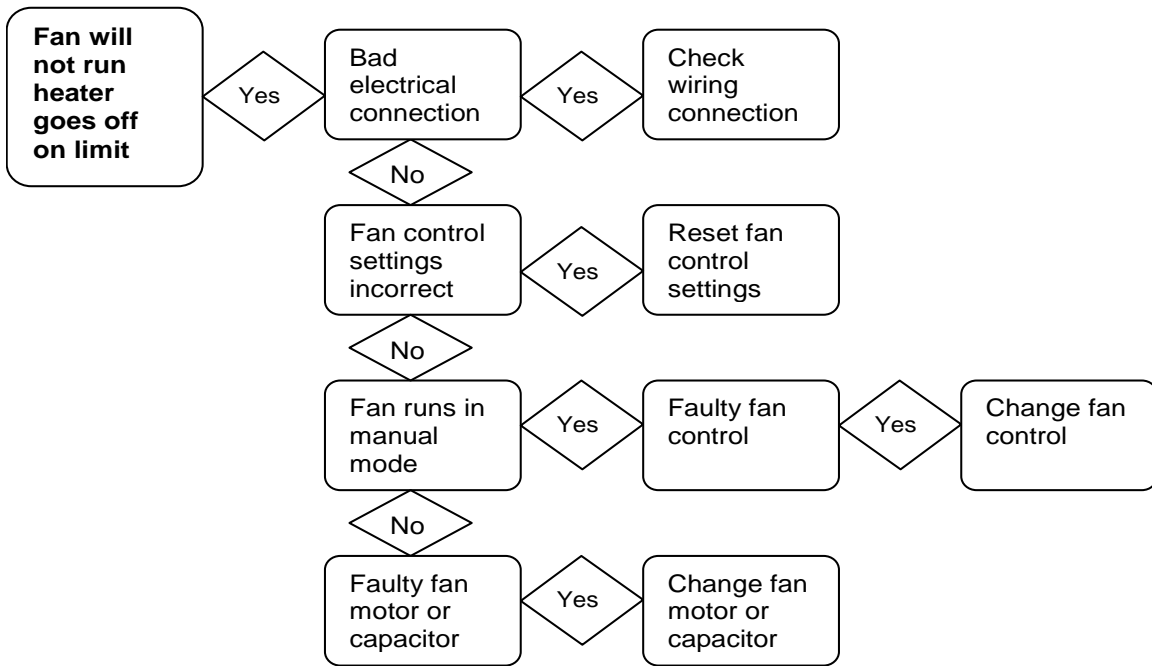 Fan will
not run
heater
goes off
on limit
Yes
Bad
electrical
connection
Yes
Check
wiring
connection
No
Fan control
settings
incorrect
Yes
Reset fan
control
settings
No
Fan runs in
manual
mode
Yes
Faulty fan
control
Yes
Change fan
control
No
Faulty fan
motor or
capacitor
Yes
Change fan
motor or
capacitor